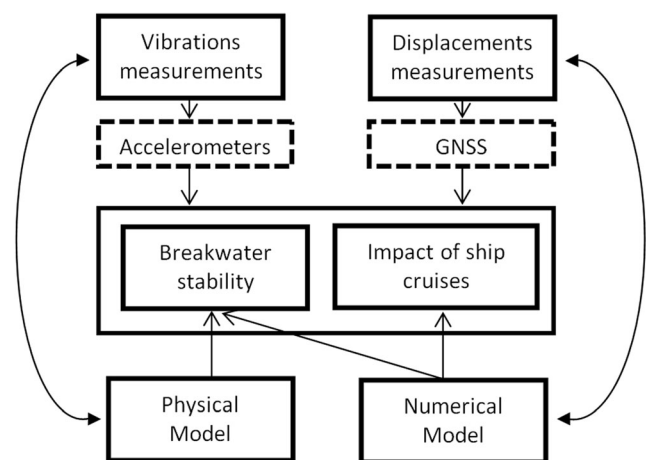 Vibrations
measurements
Displacements
measurements
Accelerometers
GNSS
Breakwater
stability
Impact of ship
cruises
Physical
Model
Numerical
Model